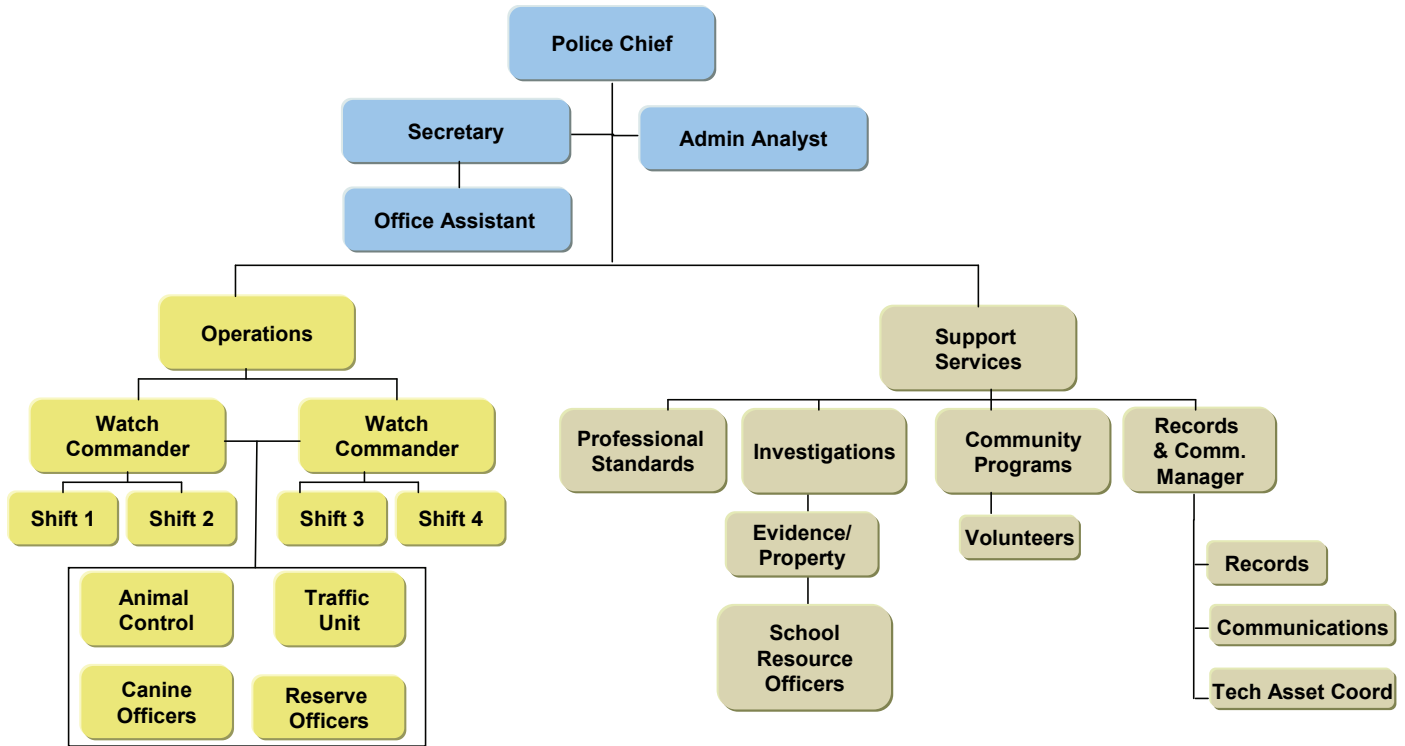 Police Chief
Secretary
Admin Analyst
Office Assistant
Operations
Support
Services
Watch
Commander
Watch
Commander
Professional
Standards
Investigations
Community
Programs
Records
& Comm.
Manager
Shift 1
Shift 2
Shift 3
Shift 4
Evidence/
Property
Volunteers
Records
Animal
Control
Traffic
Unit
School
Resource
Officers
Communications
Canine
Officers
Reserve
Officers
Tech Asset Coord